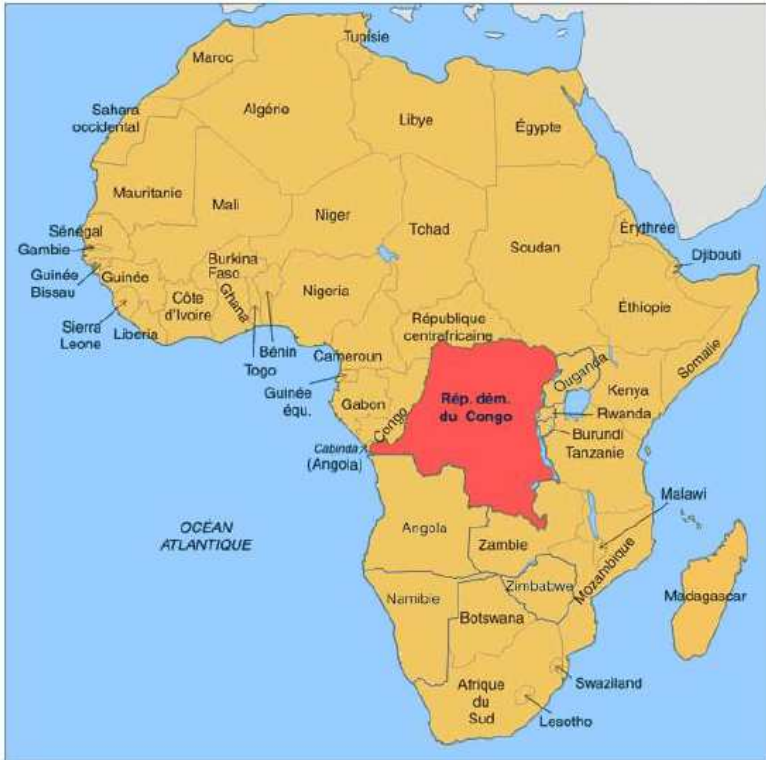 Tunisie
Maroc
Algérie
Libye
Égypte
Sahara
occidental
Mauritanie
Mali
Niger
Tchad
Soudan
Érythrée
Djibouti
Sénégal
Gambie
Guinée
Bissau
Guinée
Burkina
Faso
Côte
d'Ivoire
Ghana
Nigeria
Éthiopie
Sierra
Leone
Liberia
Togo
Bénin
Cameroun
République
centrafricaine
Somalie
Guinée
équ.
Gabon
Congo
Rép. dém.
du Congo
Ouganda
Kenya
Rwanda
Burundi
Tanzanie
Cabinda
(Angola)
OCÉAN
ATLANTIQUE
Angola
Zambie
Malawi
Mozambique
Zimbabwe
Madagascar
Namibie
Botswana
Afrique
du
Sud
Swaziland
Lesotho